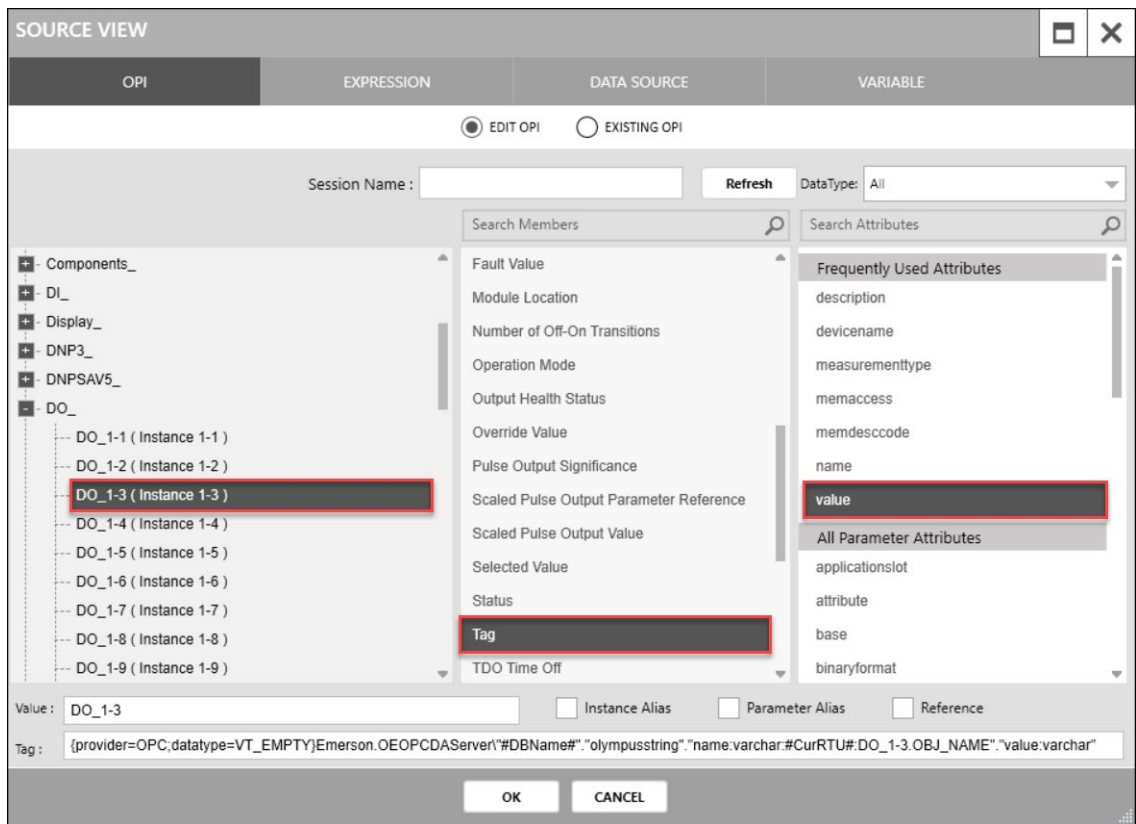 SOURCE VIEW
OPI
EXPRESSION
DATA SOURCE
VARIABLE
EDIT OPI
EXISTING OPI
Session Name :
Refresh
DataType:
All
Search Members
Search Attributes
Components_
DI_
Display_
DNP3_
DNPSAV5_
DO_
DO_1-1 ( Instance 1-1 )
DO_1-2 ( Instance 1-2 )
DO_1-3 ( Instance 1-3 )
DO_1-4 ( Instance 1-4 )
DO_1-5 ( Instance 1-5 )
DO_1-6 ( Instance 1-6 )
DO_1-7 ( Instance 1-7 )
DO_1-8 ( Instance 1-8 )
DO_1-9 ( Instance 1-9 )
Fault Value
Module Location
Number of Off-On Transitions
Operation Mode
Output Health Status
Override Value
Pulse Output Significance
Scaled Pulse Output Parameter Reference
Scaled Pulse Output Value
Selected Value
Status
Tag
TDO Time Off
Frequently Used Attributes
description
devicename
measurementtype
memaccess
memdesccode
name
value
All Parameter Attributes
applicationslot
attribute
base
binaryformat
Value : DO_1-3
Instance Alias
Parameter Alias
Reference
Tag : {provider=OPC;datatype=VT_EMPTY}Emerson.OEOPCDAServer\"#DBName#"."olympusstring"."name:varchar:#CurRTU#:DO_1-3.OBJ_NAME"."value:varchar"
OK
CANCEL